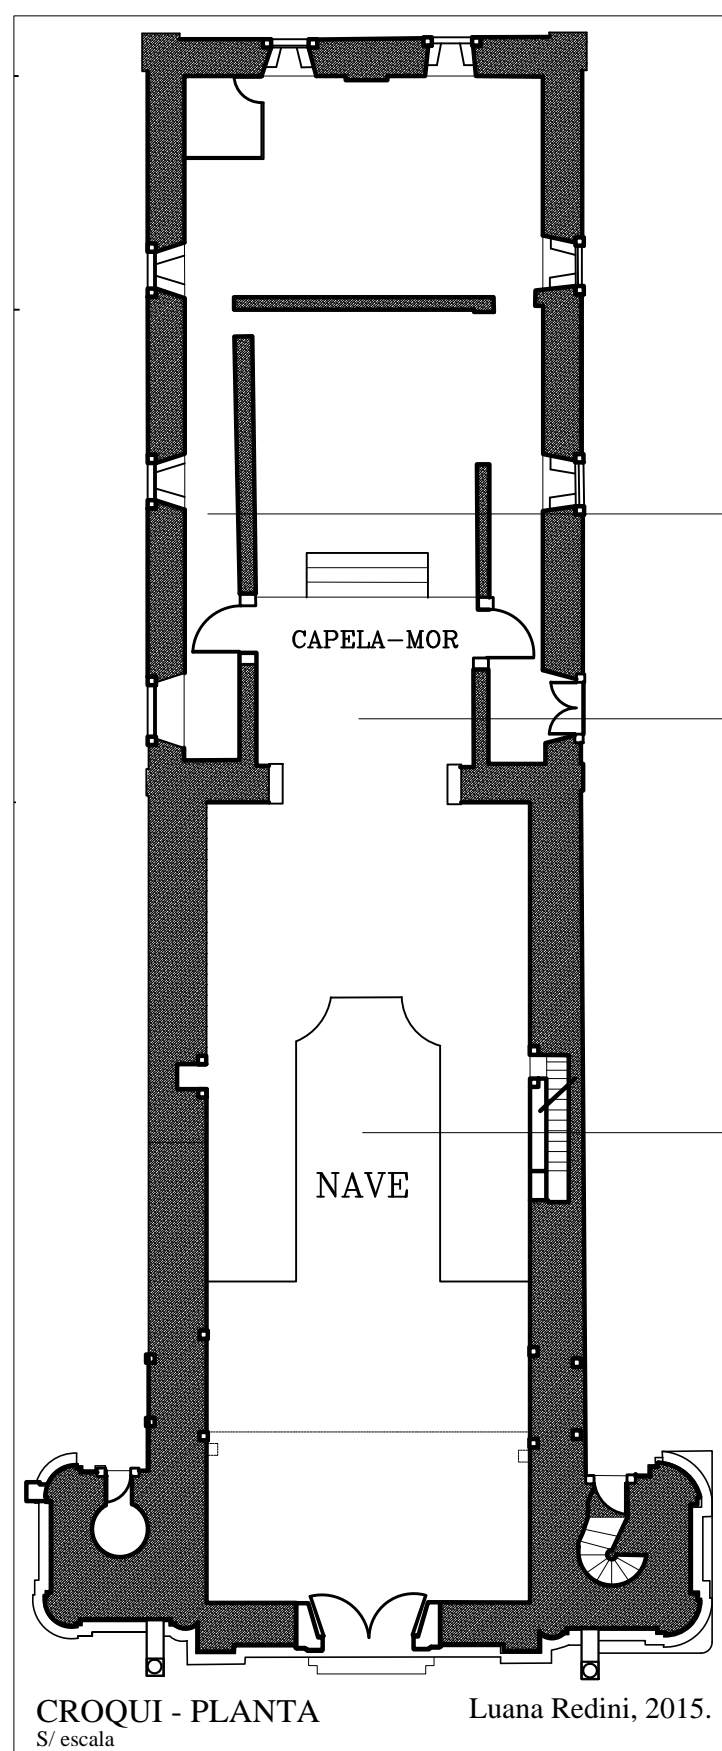 CAPELA-MOR
NAVE
CROQUI - PLANTA
Luana Redini, 2015.
S/ escala